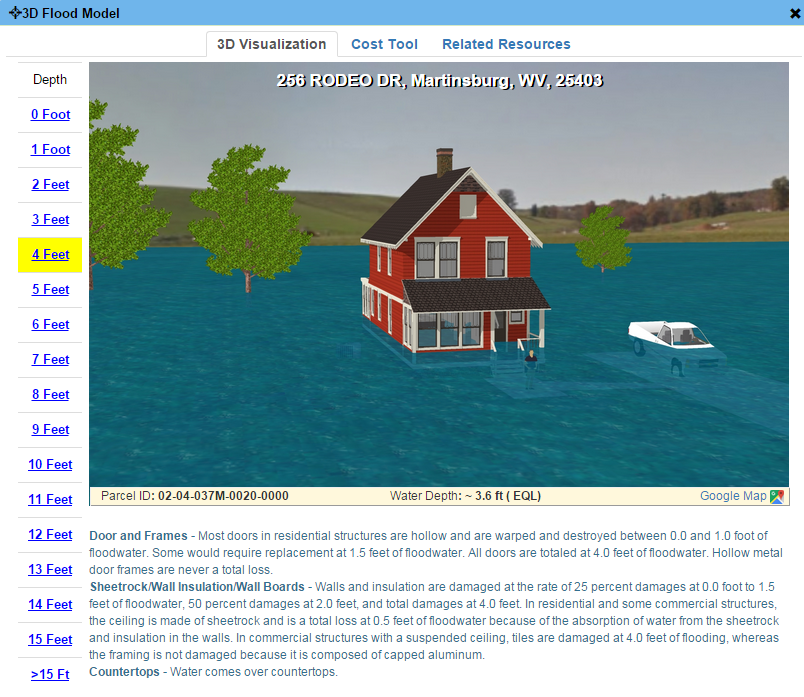 3D Flood Model
3D Visualization Cost Tool Related Resources
Depth
0 Foot
1 Foot
2 Feet
3 Feet
4 Feet
5 Feet
6 Feet
7 Feet
8 Feet
9 Feet
10 Feet
11 Feet
12 Feet
13 Feet
14 Feet
15 Feet
>15 Ft
256 RODEO DR, Martinsburg, WV, 25403
Parcel ID: 02-04-037M-0020-0000 Water Depth: ~ 3.6 ft ( EQL) Google Map
Door and Frames - Most doors in residential structures are hollow and are warped and destroyed between 0.0 and 1.0 foot of
floodwater. Some would require replacement at 1.5 feet of floodwater. All doors are totaled at 4.0 feet of floodwater. Hollow metal
door frames are never a total loss.
Sheetrock/Wall Insulation/Wall Boards - Walls and insulation are damaged at the rate of 25 percent damages at 0.0 foot to 1.5
feet of floodwater, 50 percent damages at 2.0 feet, and total damages at 4.0 feet. In residential and some commercial structures,
the ceiling is made of sheetrock and is a total loss at 0.5 feet of floodwater because of the absorption of water from the sheetrock
and insulation in the walls. In commercial structures with a suspended ceiling, tiles are damaged at 4.0 feet of flooding, whereas
the framing is not damaged because it is composed of capped aluminum.
Countertops - Water comes over countertops.